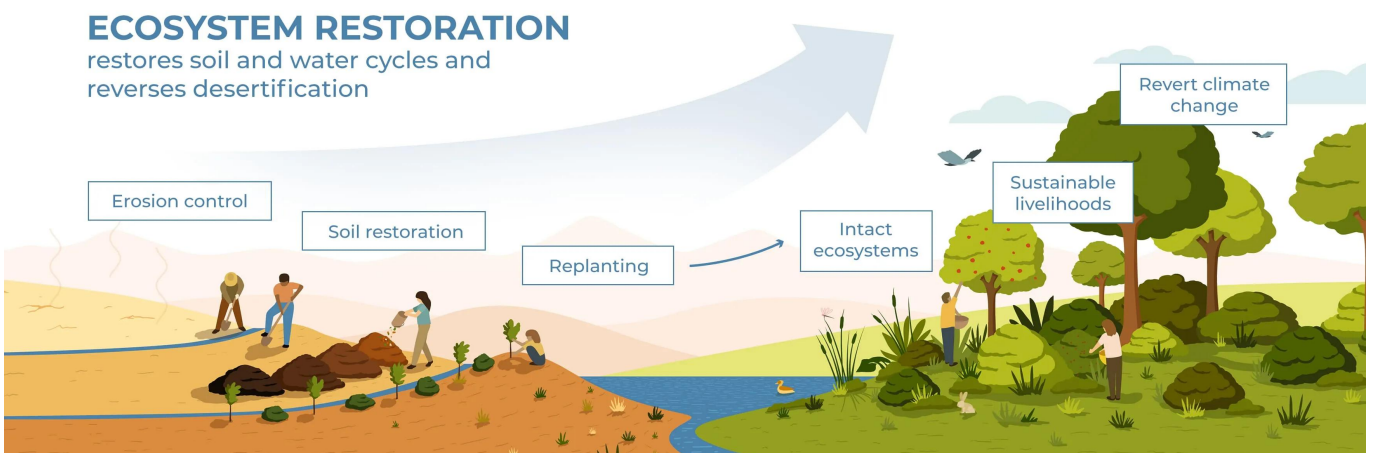 ECOSYSTEM RESTORATION
restores soil and water cycles and
reverses desertification
Erosion control
Soil restoration
Replanting
Intact
ecosystems
Sustainable
livelihoods
Revert climate
change